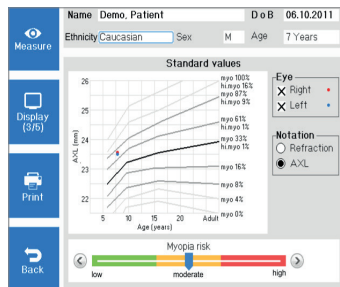 Name Demo, Patient D o B 06.10.2011
Ethnicity Caucasian Sex M Age 7 Years
Measure
Display
(3/5)
Print
Back
Standard values
AXL (mm)
26
25
24
23
22
5 10 15 20 Adult
Age (years)
myo 100%
hi.myo 16%
myo 87%
hi.myo 9%
myo 61%
hi.myo 1%
myo 33%
hi.myo 1%
myo 16%
myo 8%
myo 4%
myo 0%
Eye
X Right
X Left
Notation
Refraction
AXL
Myopia risk
low moderate high